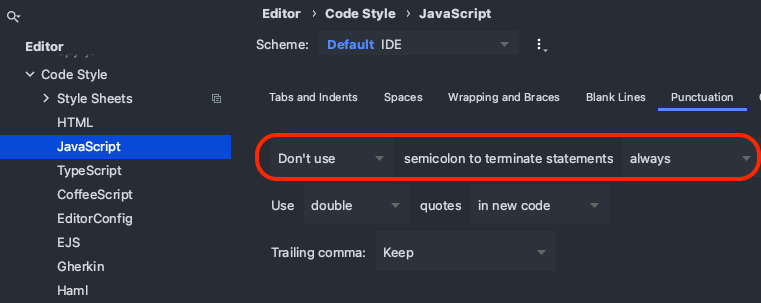 Editor › Code Style › JavaScript
Scheme: Default IDE
Editor
Code Style
Style Sheets
HTML
JavaScript
TypeScript
CoffeeScript
EditorConfig
EJS
Gherkin
Haml
Tabs and Indents Spaces Wrapping and Braces Blank Lines Punctuation
Don't use semicolon to terminate statements always
Use double quotes in new code
Trailing comma: Keep